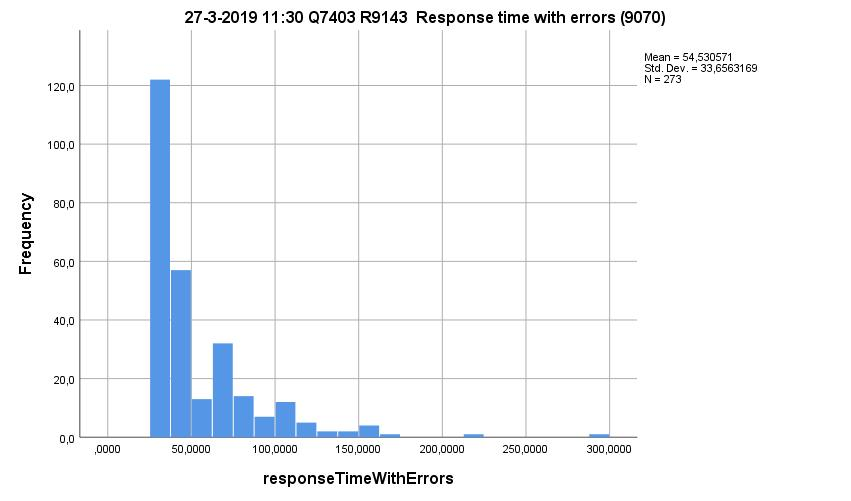 27-3-2019 11:30 Q7403 R9143 Response time with errors (9070)
Mean = 54,530571
Std. Dev. = 33,6563169
N = 273
120,0
100,0
80,0
60,0
40,0
20,0
0,0
Frequency
,0000 50,0000 100,0000 150,0000 200,0000 250,0000 300,0000
responseTimeWithErrors